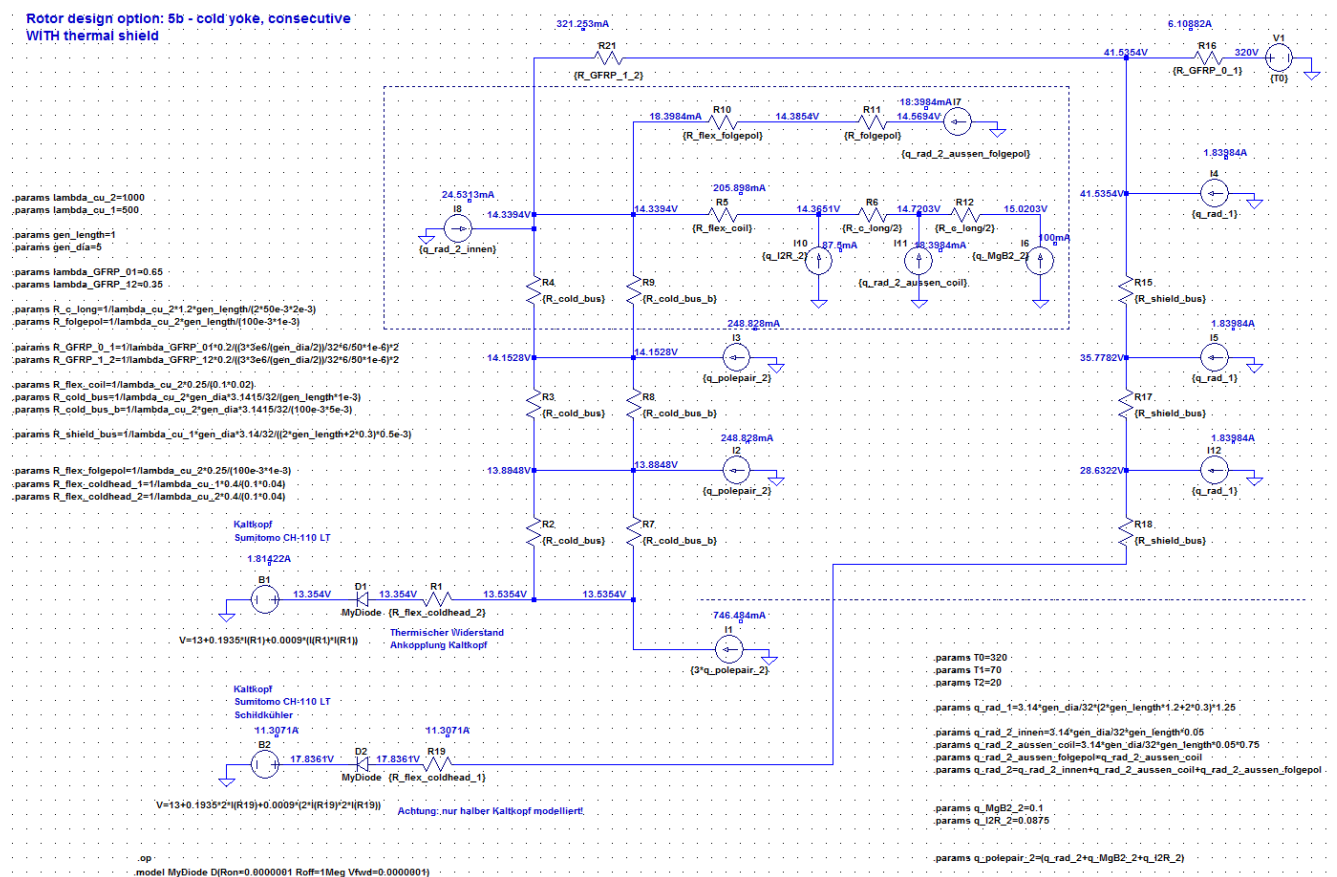 Rotor design option: 5b - cold yoke, consecutive
WITH thermal shield
321.253mA
R21
{R_GFRP_1_2}
6.10882A
41.5354V
R16
{R_GFRP_0_1}
320V
V1
{T0}
18.3984mA
R10
{R_flex_folgepol}
14.3854V
R11
{R_folgepol}
14.5694V
18.3984mA
I7
{q_rad_2_aussen_folgepol}
1.83984A
I4
{q_rad_1}
41.5354V
24.5313mA
I8
{q_rad_2_innen}
14.3394V
14.3394V
205.898mA
R5
{R_flex_coil}
14.3651V
R6
{R_c_long/2}
14.7203V
R12
{R_c_long/2}
15.0203V
I10
87.5mA
{q_I2R_2}
I11
18.3984mA
{q_rad_2_aussen_coil}
I6
100mA
{q_MgB2_2}
R4
{R_cold_bus}
R9
{R_cold_bus_b}
R15
{R_shield_bus}
248.828mA
I3
{q_polepair_2}
14.1528V
14.1528V
1.83984A
I5
{q_rad_1}
35.7782V
R3
{R_cold_bus}
R8
{R_cold_bus_b}
R17
{R_shield_bus}
248.828mA
I2
{q_polepair_2}
13.8848V
13.8848V
1.83984A
I12
{q_rad_1}
28.6322V
R2
{R_cold_bus}
R7
{R_cold_bus_b}
R18
{R_shield_bus}
.params lambda_cu_2=1000
.params lambda_cu_1=500
.params gen_length=1
.params gen_dia=5
.params lambda_GFRP_01=0.65
.params lambda_GFRP_12=0.35
.params R_c_long=1/lambda_cu_2*1.2*gen_length/(2*50e-3*2e-3)
.params R_folgepol=1/lambda_cu_2*gen_length/(100e-3*1e-3)
.params R_GFRP_0_1=1/lambda_GFRP_01*0.2/((3*3e6/(gen_dia/2))/32*6/50*1e-6)*2
.params R_GFRP_1_2=1/lambda_GFRP_12*0.2/((3*3e6/(gen_dia/2))/32*6/50*1e-6)*2
.params R_flex_coil=1/lambda_cu_2*0.25/(0.1*0.02)
.params R_cold_bus=1/lambda_cu_2*gen_dia*3.1415/32/(gen_length*1e-3)
.params R_cold_bus_b=1/lambda_cu_2*gen_dia*3.1415/32/(100e-3*5e-3)
.params R_shield_bus=1/lambda_cu_1*gen_dia*3.14/32/((2*gen_length+2*0.3)*0.5e-3)
.params R_flex_folgepol=1/lambda_cu_2*0.25/(100e-3*1e-3)
.params R_flex_coldhead_1=1/lambda_cu_1*0.4/(0.1*0.04)
.params R_flex_coldhead_2=1/lambda_cu_2*0.4/(0.1*0.04)
Kaltkopf
Sumitomo CH-110 LT
1.81422A
B1
13.354V
D1
MyDiode
13.354V
R1
{R_flex_coldhead_2}
13.5354V
13.5354V
V=13+0.1935*I(R1)+0.0009*(I(R1)*I(R1))
Thermischer Widerstand
Ankopplung Kaltkopf
746.484mA
I1
{3*q_polepair_2}
Kaltkopf
Sumitomo CH-110 LT
Schildkühler
11.3071A
B2
17.8361V
D2
MyDiode
17.8361V
11.3071A
R19
{R_flex_coldhead_1}
V=13+0.1935*2*I(R19)+0.0009*(2*I(R19)*2*I(R19))
Achtung: nur halber Kaltkopf modelliert!
.params T0=320
.params T1=70
.params T2=20
.params q_rad_1=3.14*gen_dia/32*(2*gen_length*1.2+2*0.3)*1.25
.params q_rad_2_innen=3.14*gen_dia/32*gen_length*0.05
.params q_rad_2_aussen_coil=3.14*gen_dia/32*gen_length*0.05*0.75
.params q_rad_2_aussen_folgepol=q_rad_2_aussen_coil
.params q_rad_2=q_rad_2_innen+q_rad_2_aussen_coil+q_rad_2_aussen_folgepol
.params q_MgB2_2=0.1
.params q_I2R_2=0.0875
.params q_polepair_2=(q_rad_2+q_MgB2_2+q_I2R_2)
.op
.model MyDiode D(Ron=0.0000001 Roff=1Meg Vfwd=0.0000001)